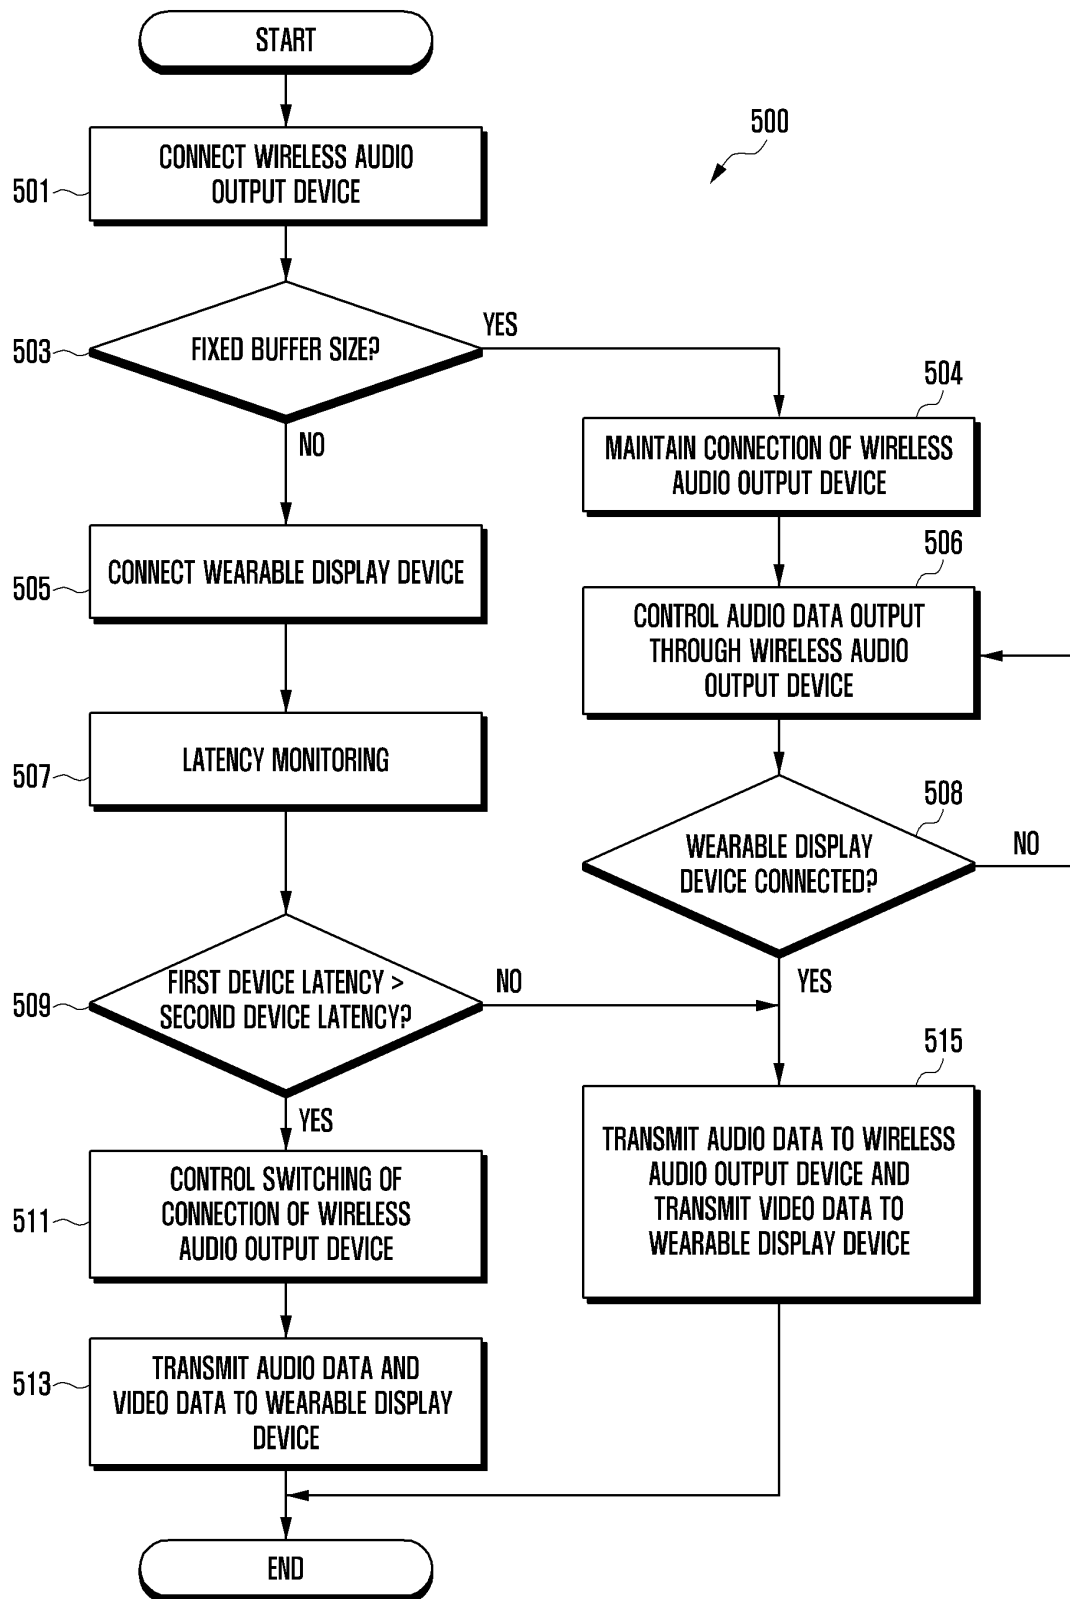 START
500
CONNECT WIRELESS AUDIO
OUTPUT DEVICE
501
FIXED BUFFER SIZE?
503
YES
NO
504
MAINTAIN CONNECTION OF WIRELESS
AUDIO OUTPUT DEVICE
CONNECT WEARABLE DISPLAY DEVICE
505
506
CONTROL AUDIO DATA OUTPUT
THROUGH WIRELESS AUDIO
OUTPUT DEVICE
LATENCY MONITORING
507
508
WEARABLE DISPLAY
DEVICE CONNECTED?
NO
YES
FIRST DEVICE LATENCY >
SECOND DEVICE LATENCY?
509
NO
YES
515
TRANSMIT AUDIO DATA TO WIRELESS
AUDIO OUTPUT DEVICE AND
TRANSMIT VIDEO DATA TO
WEARABLE DISPLAY DEVICE
CONTROL SWITCHING OF
CONNECTION OF WIRELESS
AUDIO OUTPUT DEVICE
511
TRANSMIT AUDIO DATA AND
VIDEO DATA TO WEARABLE DISPLAY
DEVICE
513
END